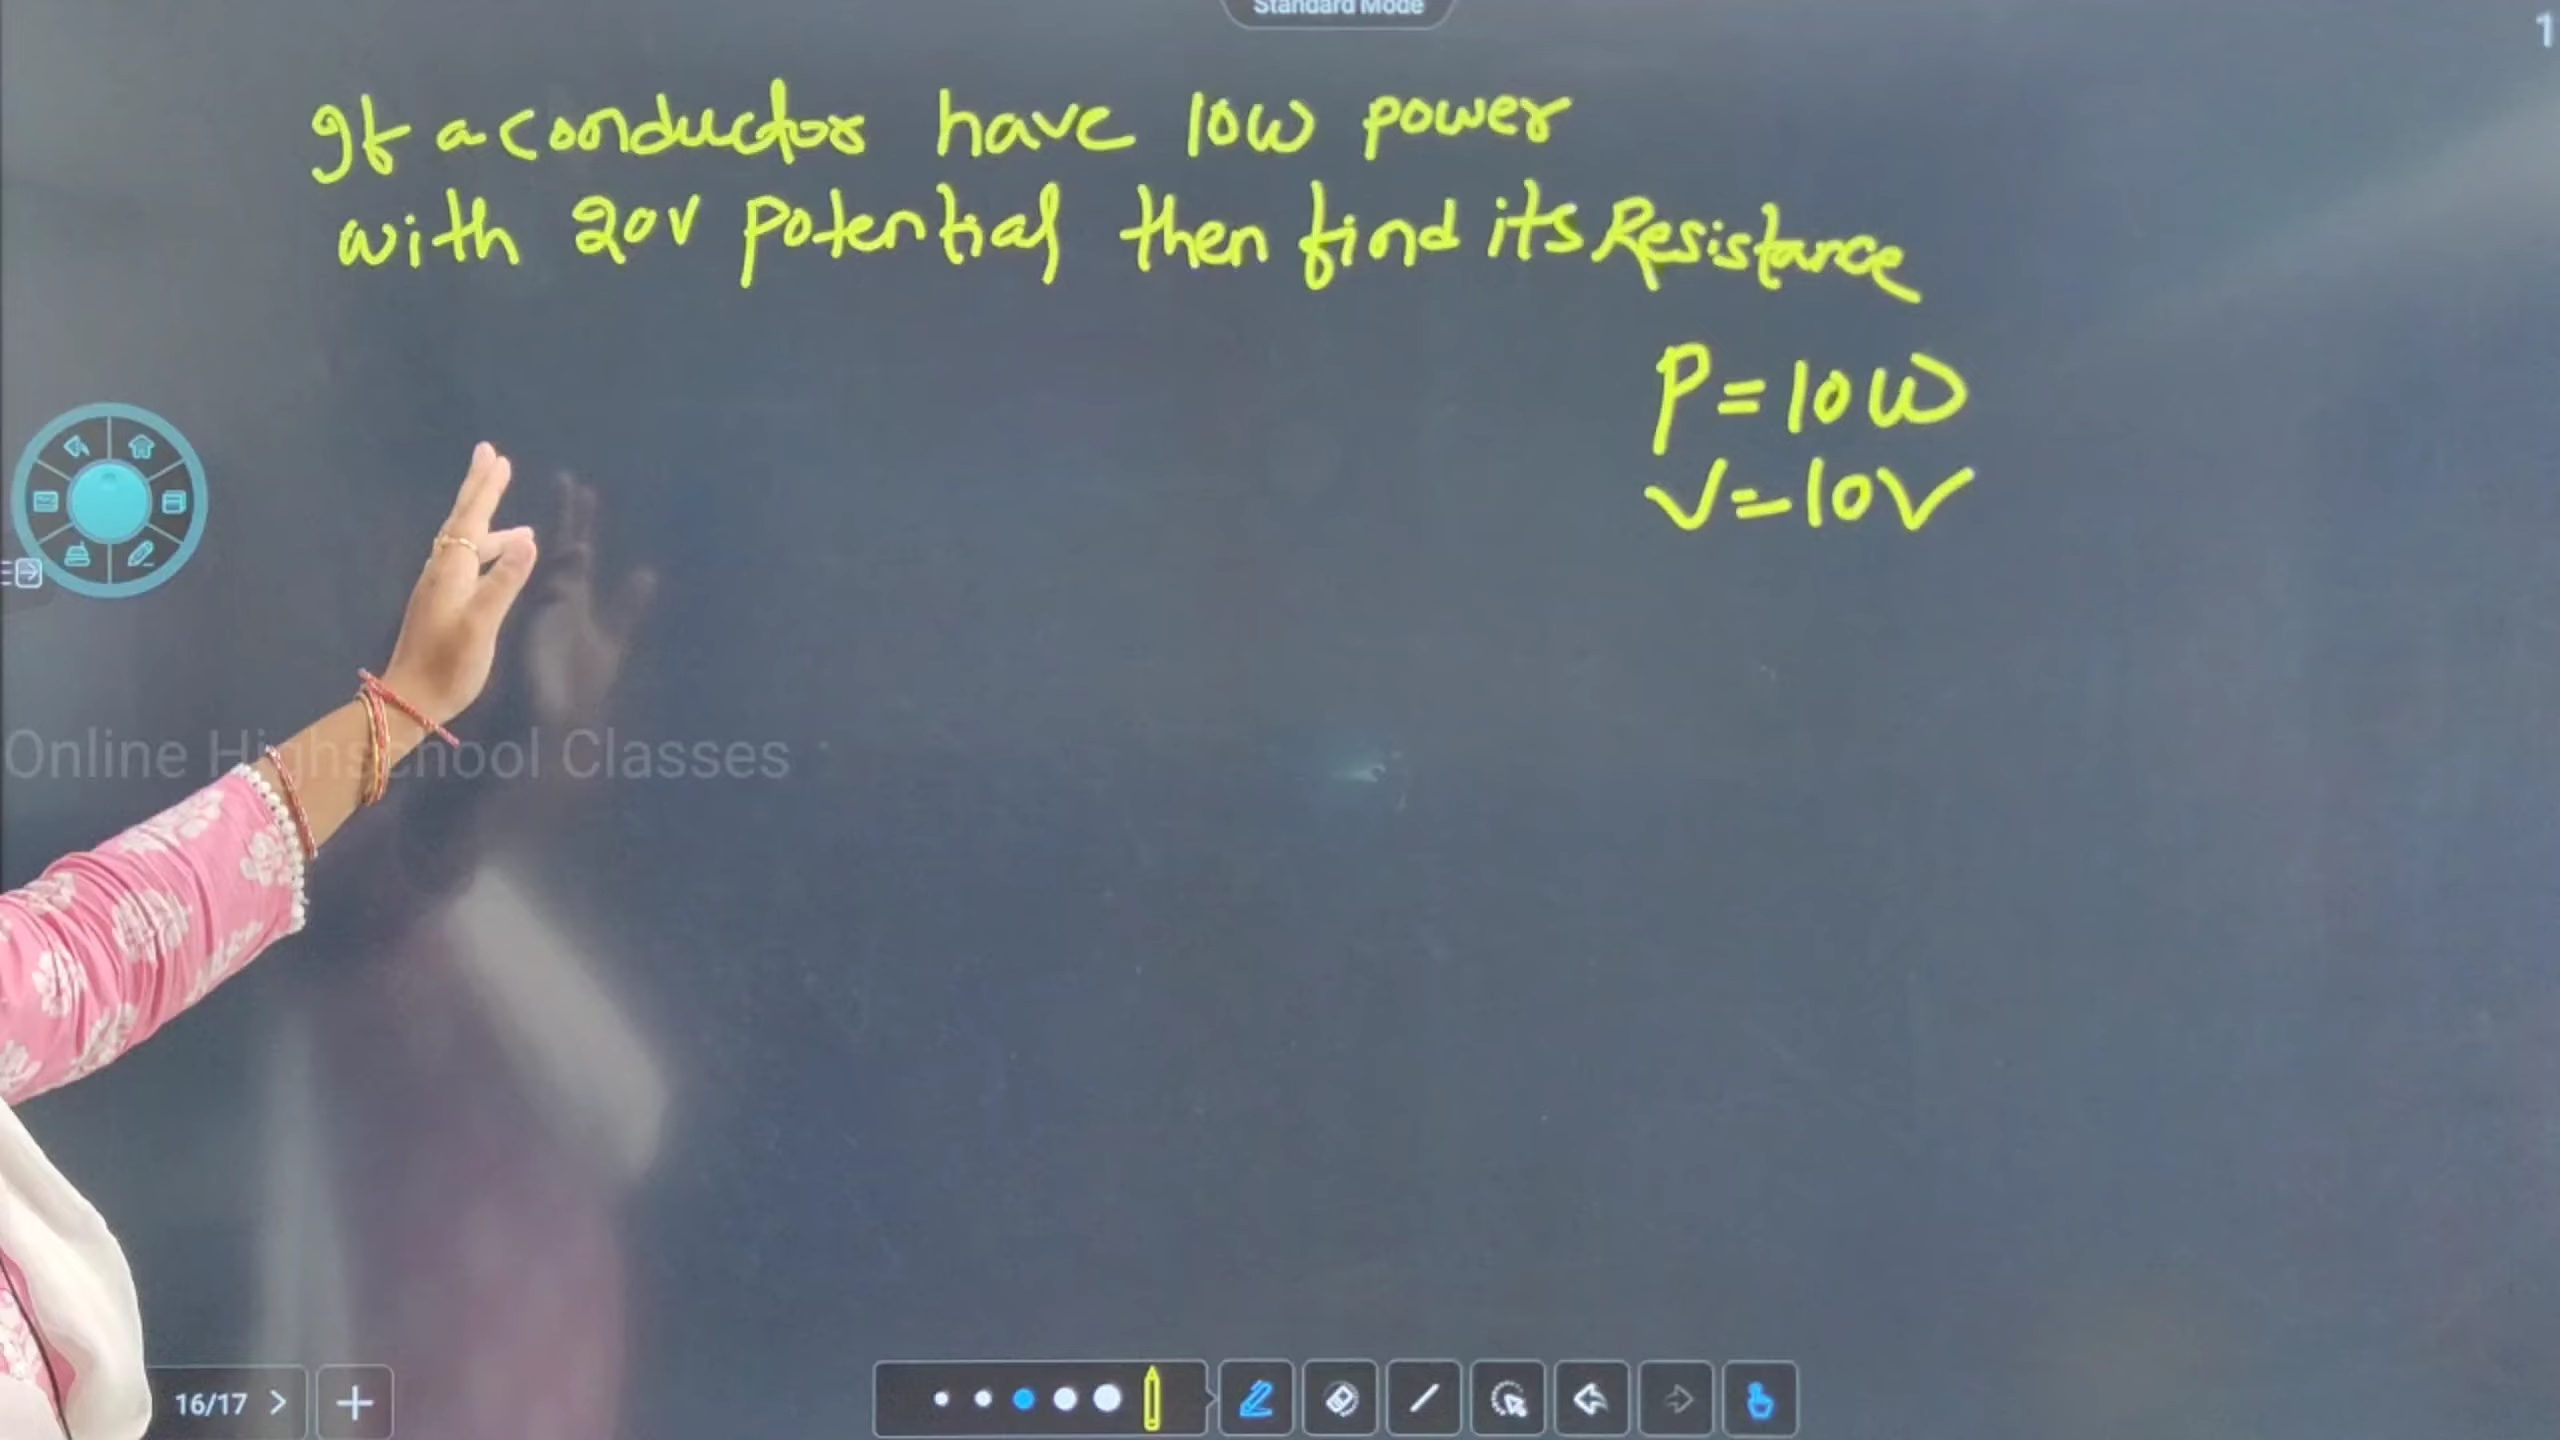 Standard Mode
1
If a conductor have 10W power
with 20V potential then find its Resistance
P=10W
V=10V
Online Highschool Classes
16/17